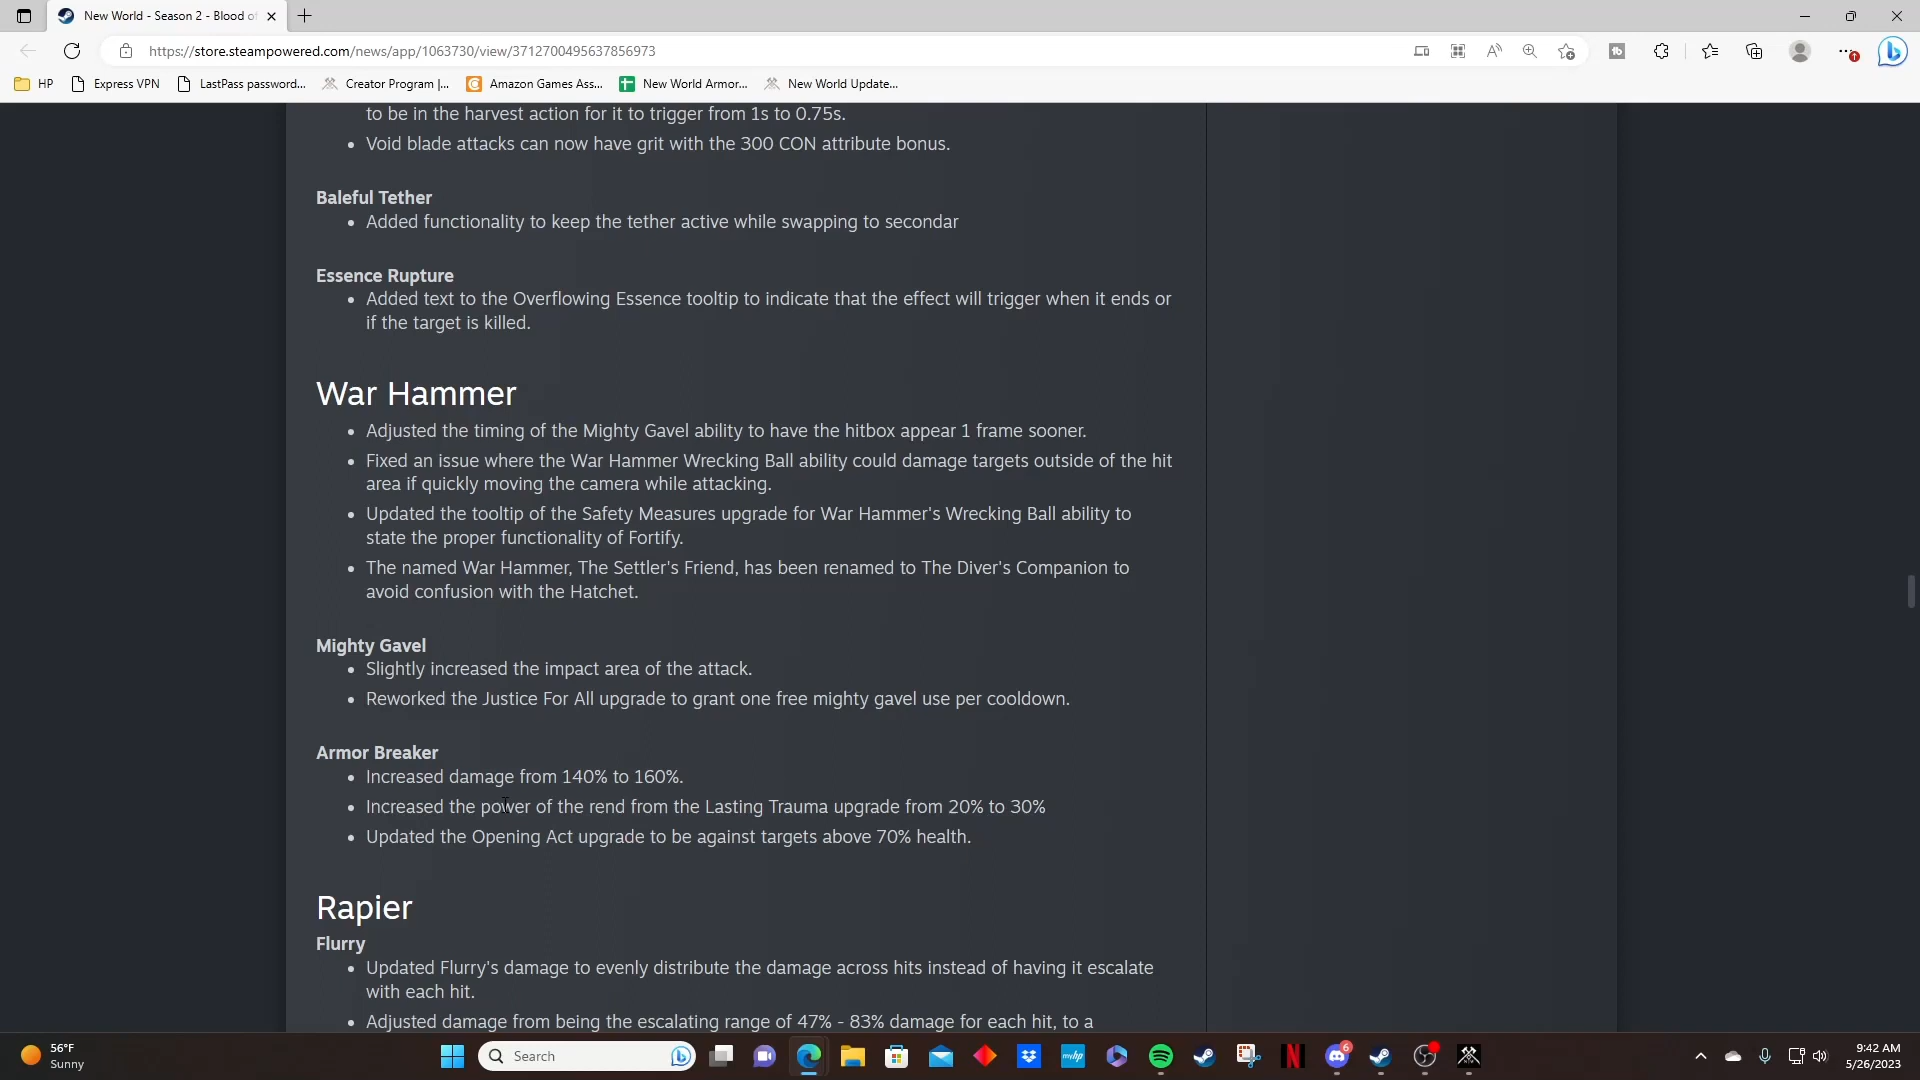 New World - Season 2 - Blood of
https://store.steampowered.com/news/app/1063730/view/3712700495637856973
HP
Express VPN
LastPass password...
Creator Program |...
Amazon Games Ass...
New World Armor...
New World Update...
to be in the harvest action for it to trigger from 1s to 0.75s.
• Void blade attacks can now have grit with the 300 CON attribute bonus.
Baleful Tether
• Added functionality to keep the tether active while swapping to secondar
Essence Rupture
• Added text to the Overflowing Essence tooltip to indicate that the effect will trigger when it ends or
if the target is killed.
War Hammer
• Adjusted the timing of the Mighty Gavel ability to have the hitbox appear 1 frame sooner.
• Fixed an issue where the War Hammer Wrecking Ball ability could damage targets outside of the hit
area if quickly moving the camera while attacking.
• Updated the tooltip of the Safety Measures upgrade for War Hammer's Wrecking Ball ability to
state the proper functionality of Fortify.
• The named War Hammer, The Settler's Friend, has been renamed to The Diver's Companion to
avoid confusion with the Hatchet.
Mighty Gavel
• Slightly increased the impact area of the attack.
• Reworked the Justice For All upgrade to grant one free mighty gavel use per cooldown.
Armor Breaker
• Increased damage from 140% to 160%.
• Increased the power of the rend from the Lasting Trauma upgrade from 20% to 30%
• Updated the Opening Act upgrade to be against targets above 70% health.
Rapier
Flurry
• Updated Flurry's damage to evenly distribute the damage across hits instead of having it escalate
with each hit.
• Adjusted damage from being the escalating range of 47% - 83% damage for each hit, to a
56°F
Sunny
Search
myhp
6
9:42 AM
5/26/2023